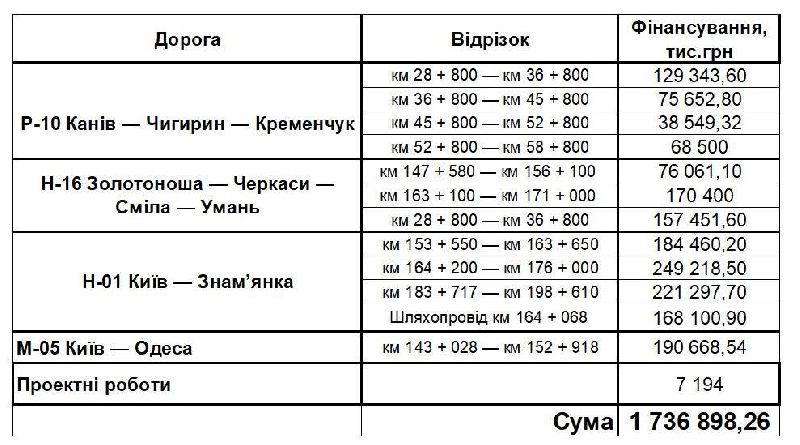 Дорога Відрізок Фінансування, тис.грн
Р-10 Канів — Чигирин — Кременчук
км 28 + 800 — км 36 + 800 129 343,60
км 36 + 800 — км 45 + 800 75 652,80
км 45 + 800 — км 52 + 800 38 549,32
км 52 + 800 — км 58 + 800 68 500
Н-16 Золотоноша — Черкаси —
Сміла — Умань
км 147 + 580 — км 156 + 100 76 061,10
км 163 + 100 — км 171 + 000 170 400
км 28 + 800 — км 36 + 800 157 451,60
Н-01 Київ — Знам’янка
км 153 + 550 — км 163 + 650 184 460,20
км 164 + 200 — км 176 + 000 249 218,50
км 183 + 717 — км 198 + 610 221 297,70
Шляхопровід км 164 + 068 168 100,90
М-05 Київ — Одеса км 143 + 028 — км 152 + 918 190 668,54
Проектні роботи 7 194
Сума 1 736 898,26